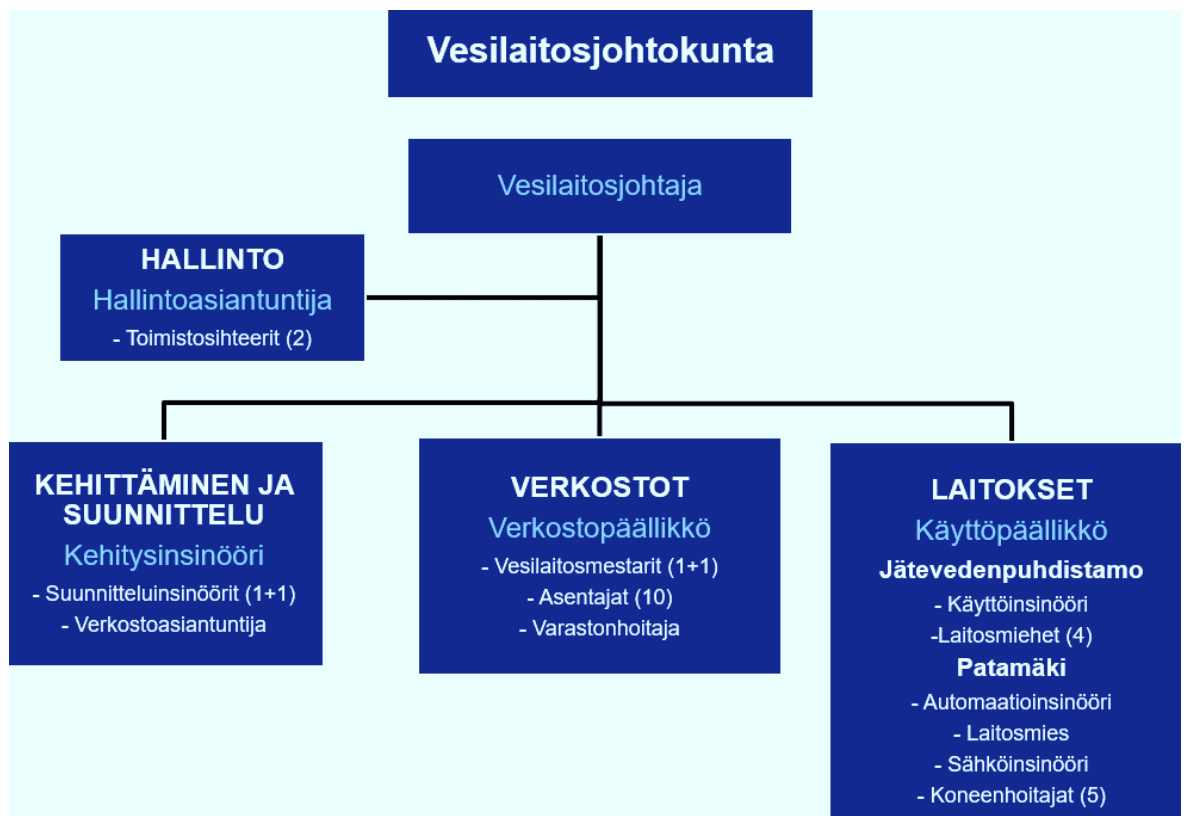 Vesilaitosjohtokunta
Vesilaitosjohtaja
HALLINTO
Hallintoasiantuntija
- Toimistosihteerit (2)
KEHITTÄMINEN JA
SUUNNITTELU
Kehitysinsinööri
- Suunnitteluinsinöörit (1+1)
- Verkostoasiantuntija
VERKOSTOT
Verkostopäällikkö
- Vesilaitosmestarit (1+1)
- Asentajat (10)
- Varastonhoitaja
LAITOKSET
Käyttöpäällikkö
Jätevedenpuhdistamo
- Käyttöinsinööri
-Laitosmiehet (4)
Patamäki
- Automaatioinsinööri
- Laitosmies
- Sähköinsinööri
- Koneenhoitajat (5)